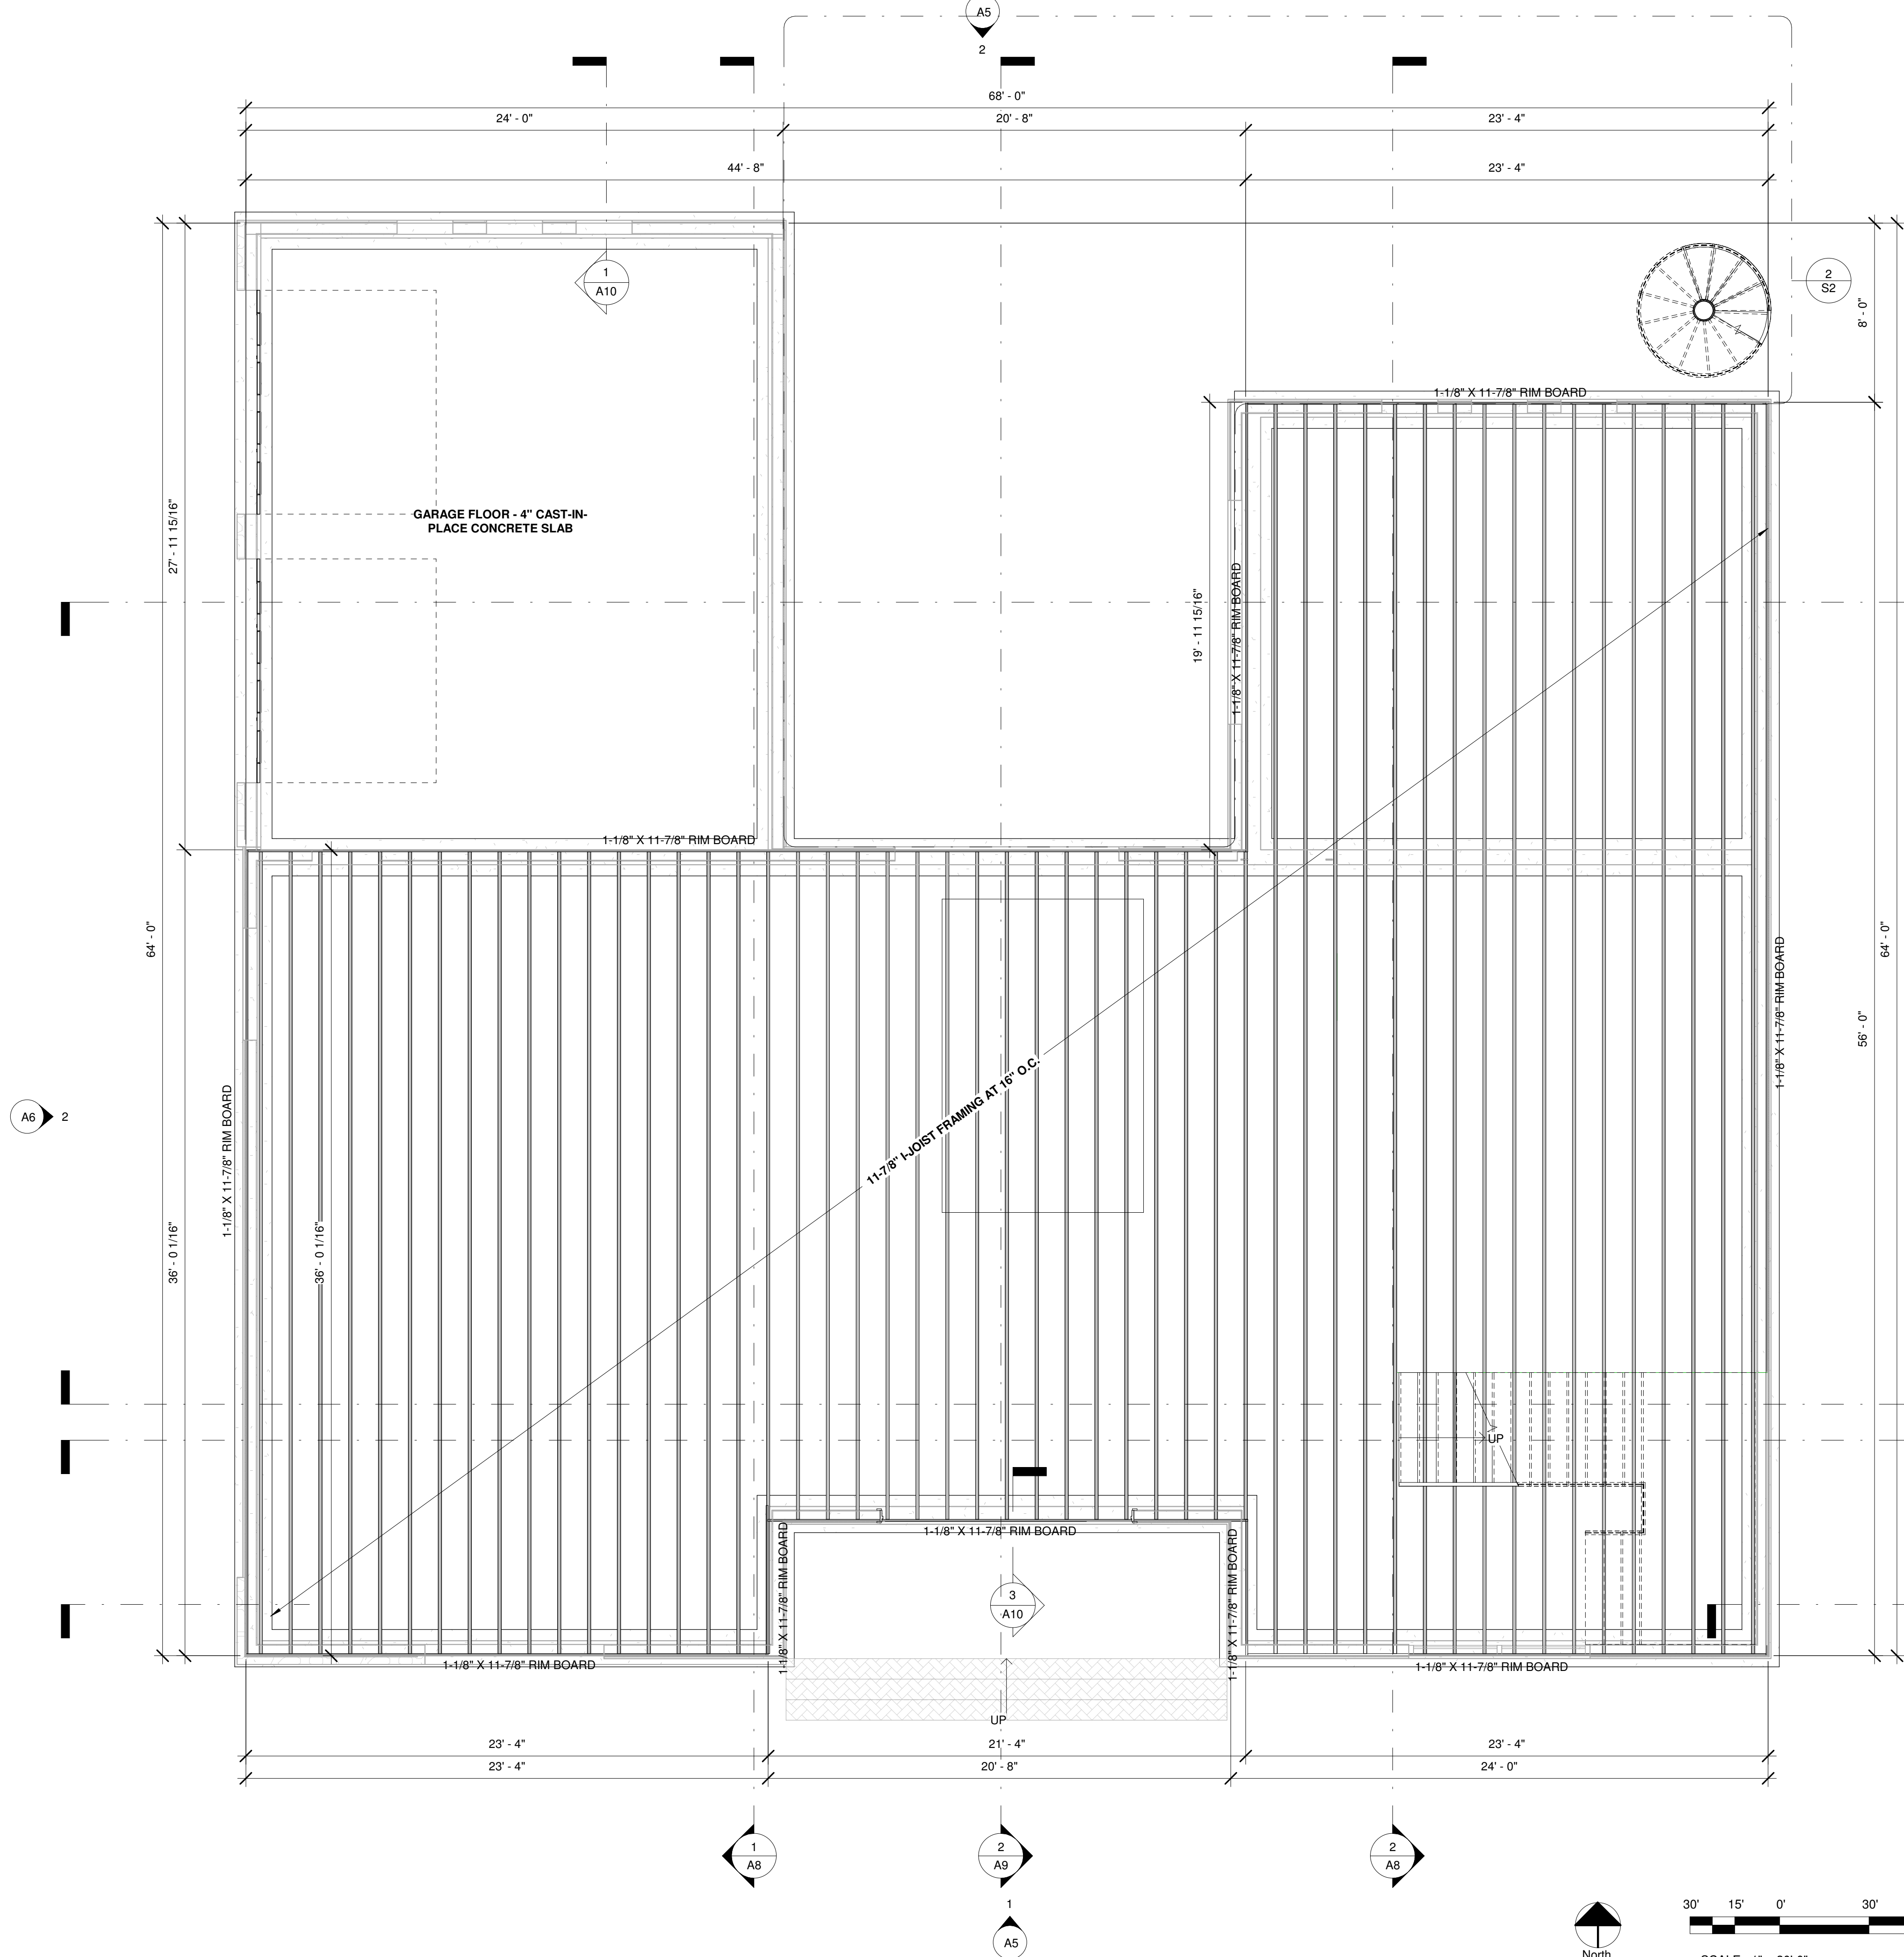 A5
2
68' - 0"
24' - 0"
20' - 8"
23' - 4"
44' - 8"
23' - 4"
1
A10
2
S2
8' - 0"
1-1/8" X 11-7/8" RIM BOARD
GARAGE FLOOR - 4" CAST-IN-
PLACE CONCRETE SLAB
27' - 11 15/16"
19' - 11 15/16"
1-1/8" X 11-7/8" RIM BOARD
1-1/8" X 11-7/8" RIM BOARD
64' - 0"
64' - 0"
56' - 0"
1-1/8" X 11-7/8" RIM BOARD
11-7/8" I-JOIST FRAMING AT 16" O.C.
A6
2
1-1/8" X 11-7/8" RIM BOARD
36' - 0 1/16"
36' - 0 1/16"
UP
1-1/8" X 11-7/8" RIM BOARD
1-1/8" X 11-7/8" RIM BOARD
1-1/8" X 11-7/8" RIM BOARD
3
A10
1-1/8" X 11-7/8" RIM BOARD
1-1/8" X 11-7/8" RIM BOARD
UP
23' - 4"
21' - 4"
23' - 4"
23' - 4"
20' - 8"
24' - 0"
1
A8
2
A9
2
A8
1
A5
North
30'
15'
0'
30'